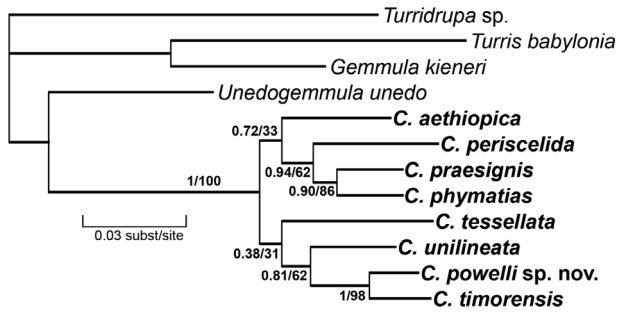 Turridrupa sp.
Turris babylonia
Gemmula kieneri
Unedogemmula unedo
C. aethiopica
0.72/33
C. periscelida
0.94/62
C. praesignis
0.90/86
C. phymatias
1/100
C. tessellata
0.03 subst/site
0.38/31
C. unilineata
0.81/62
C. powelli sp. nov.
1/98
C. timorensis